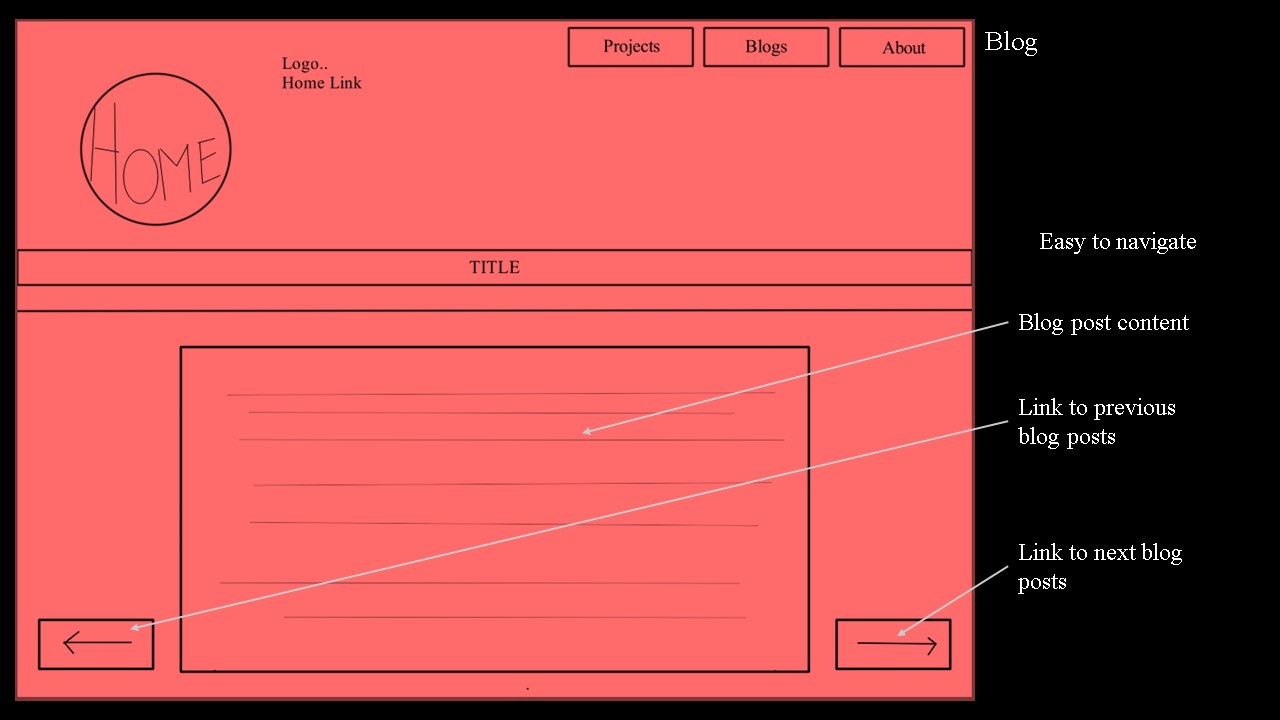 Projects
Blogs
About
Blog
Logo..
Home Link
HOME
Easy to navigate
TITLE
Blog post content
Link to previous
blog posts
Link to next blog
posts